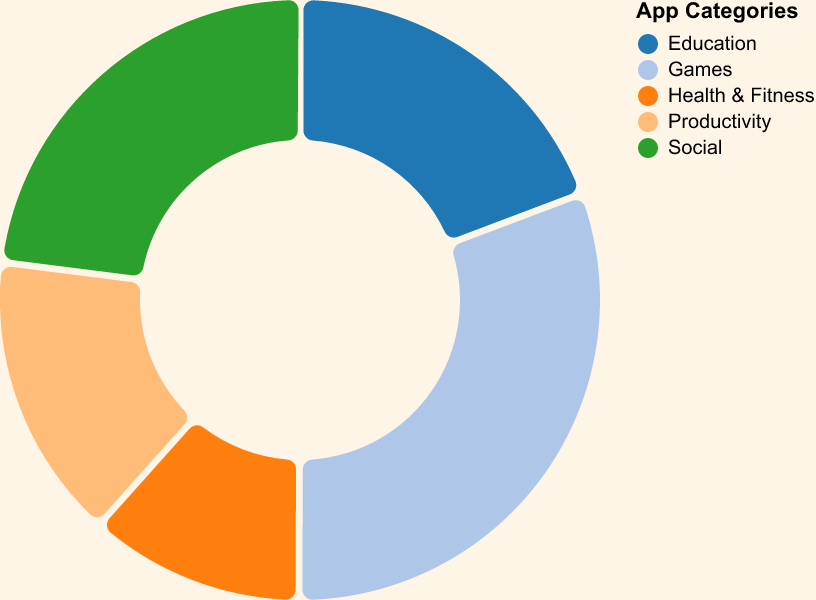 App Categories
Education
Games
Health & Fitness
Productivity
Social